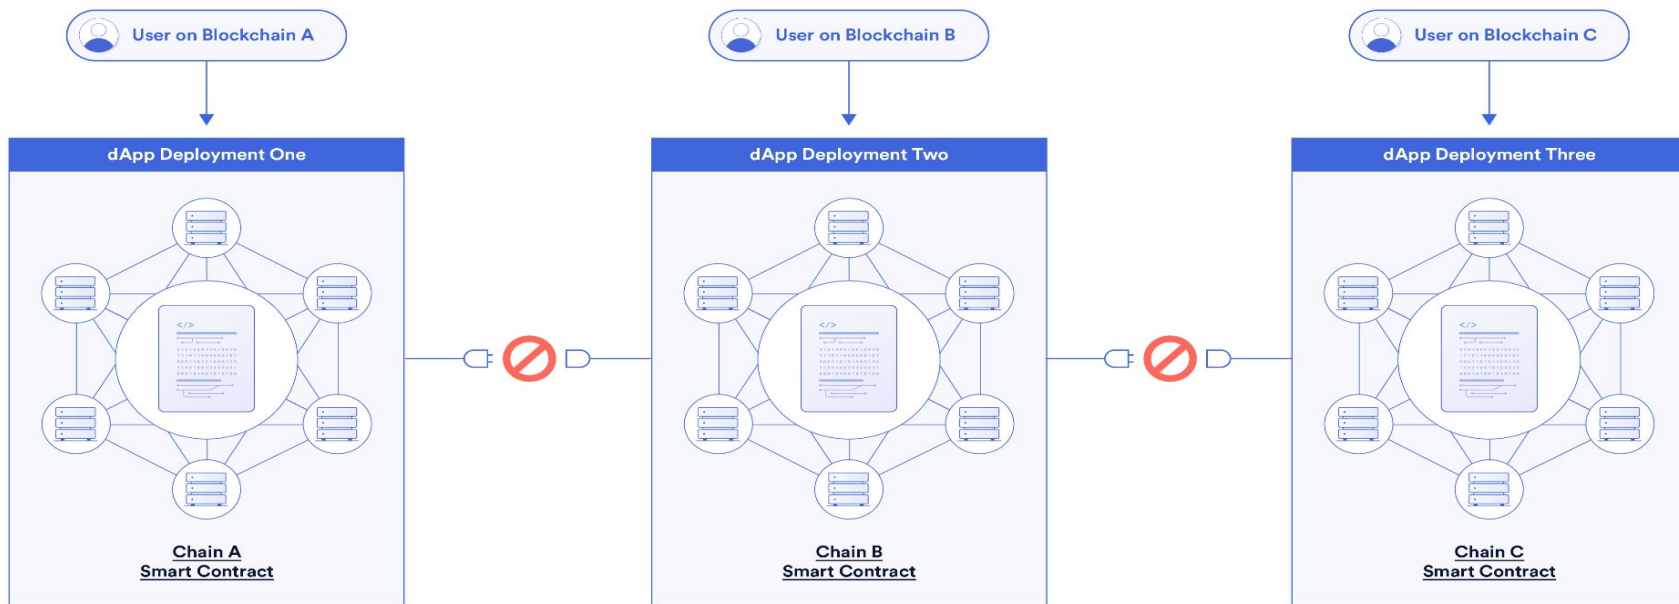 User on Blockchain A
User on Blockchain B
User on Blockchain C
dApp Deployment One
dApp Deployment Two
dApp Deployment Three
</>
</>
</>
Chain A
Smart Contract
Chain B
Smart Contract
Chain C
Smart Contract